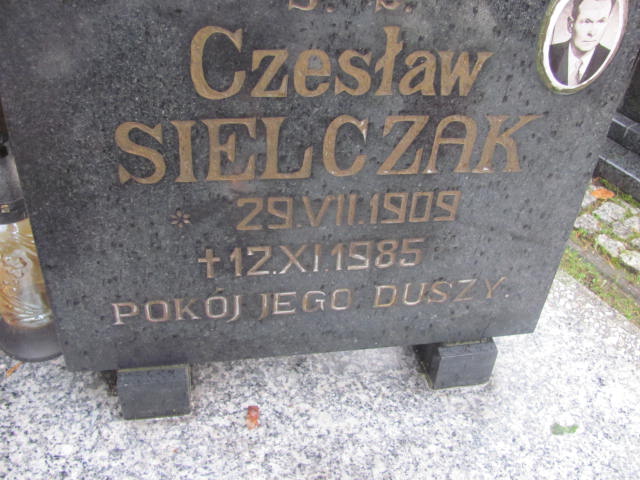 Ś. P.
Czesław
SIELCZAK
* 29.VII.1909
✝ 12.XI.1985
POKÓJ JEGO DUSZY.